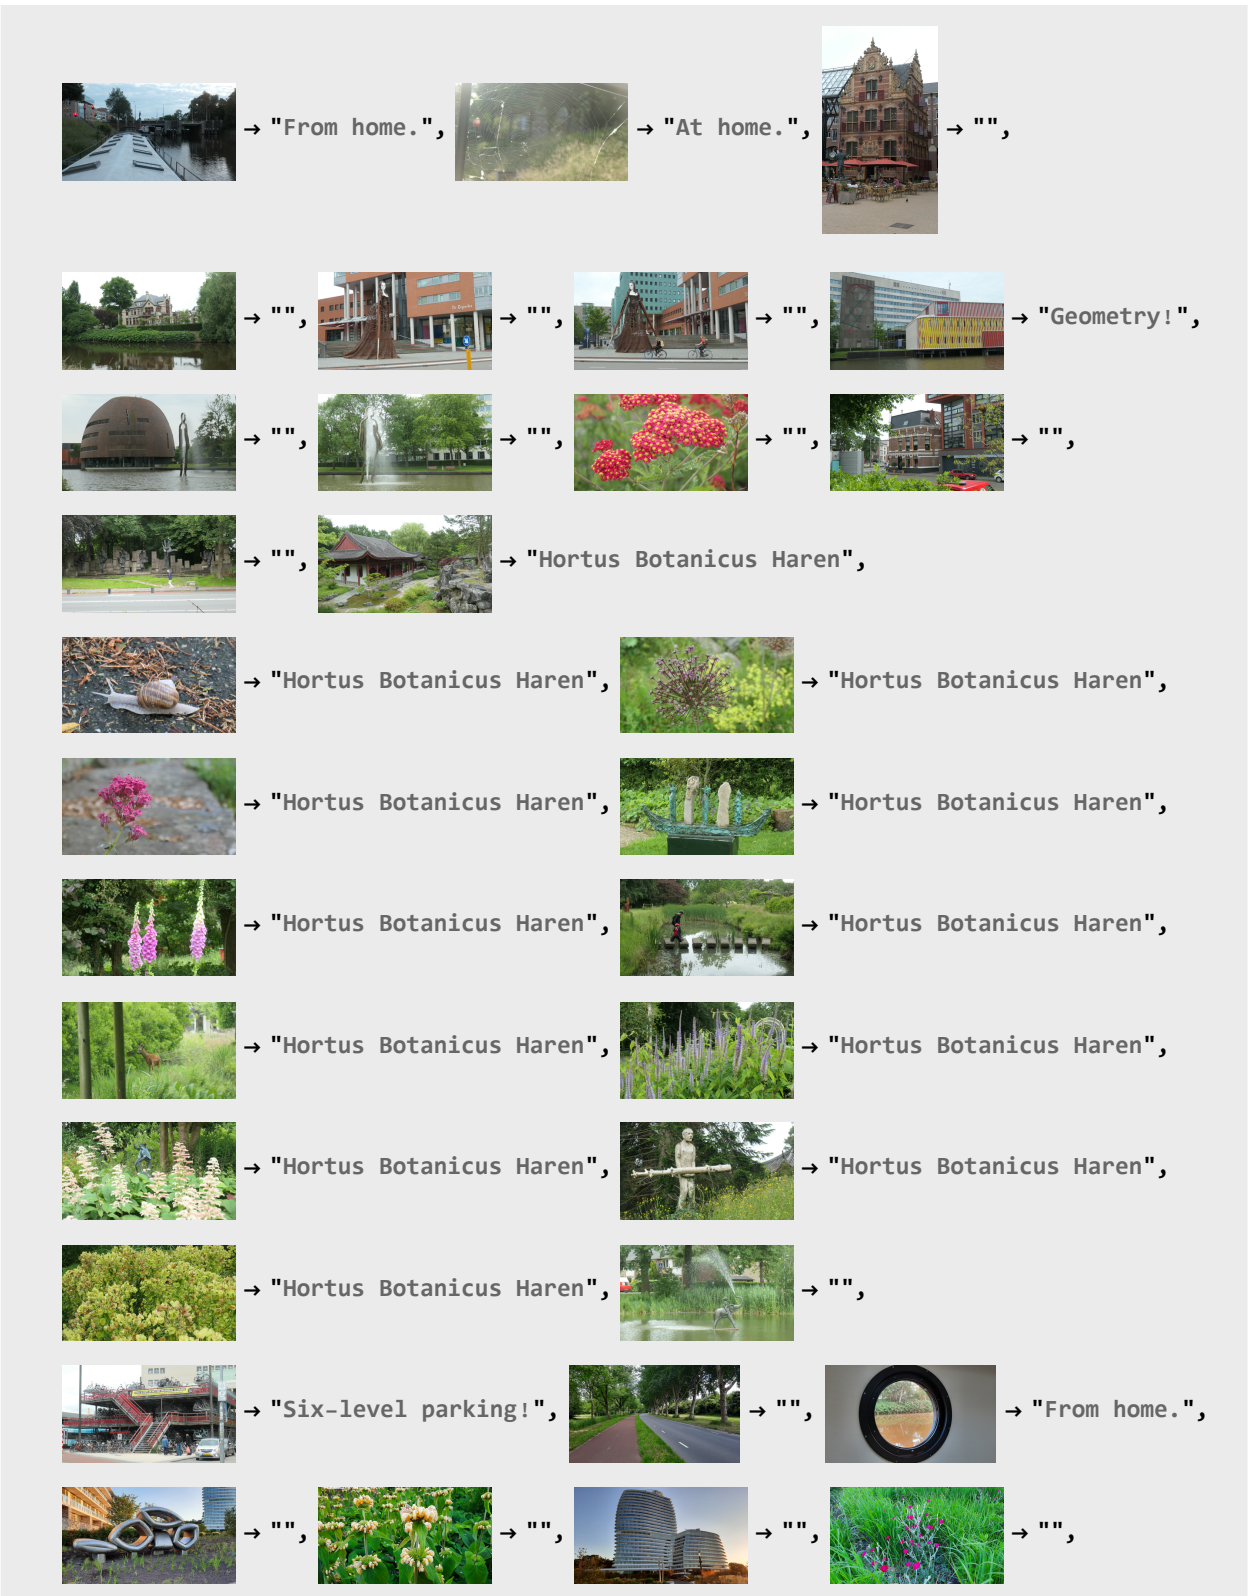 → "From home.", → "At home.", → "",
→ "", → "", → "", → "Geometry!",
→ "", → "", → "", → "",
→ "", → "Hortus Botanicus Haren",
→ "Hortus Botanicus Haren", → "Hortus Botanicus Haren",
→ "Hortus Botanicus Haren", → "Hortus Botanicus Haren",
→ "Hortus Botanicus Haren", → "Hortus Botanicus Haren",
→ "Hortus Botanicus Haren", → "Hortus Botanicus Haren",
→ "Hortus Botanicus Haren", → "Hortus Botanicus Haren",
→ "Hortus Botanicus Haren", → "",
→ "Six-level parking!", → "", → "From home.",
→ "", → "", → "", → "",